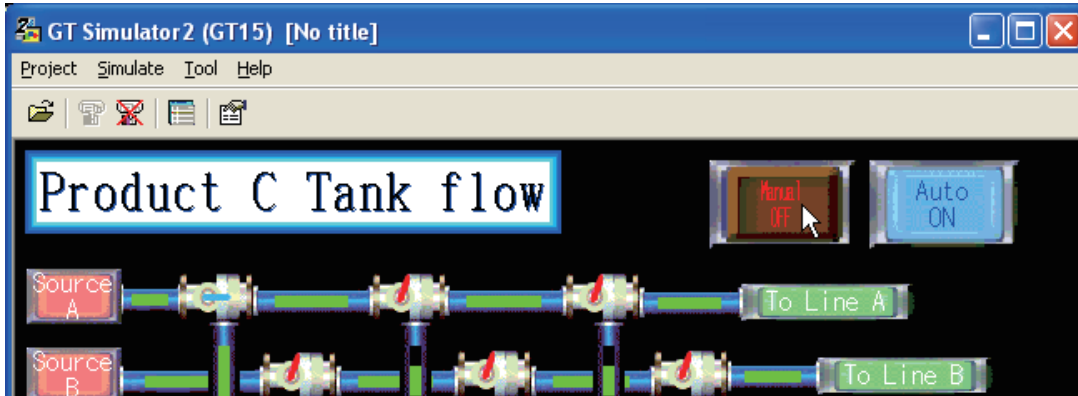 GT Simulator2 (GT15) [No title]
Project Simulate Tool Help
Product C Tank flow
Manual
OFF
Auto
ON
Source
A
To Line A
Source
B
To Line B